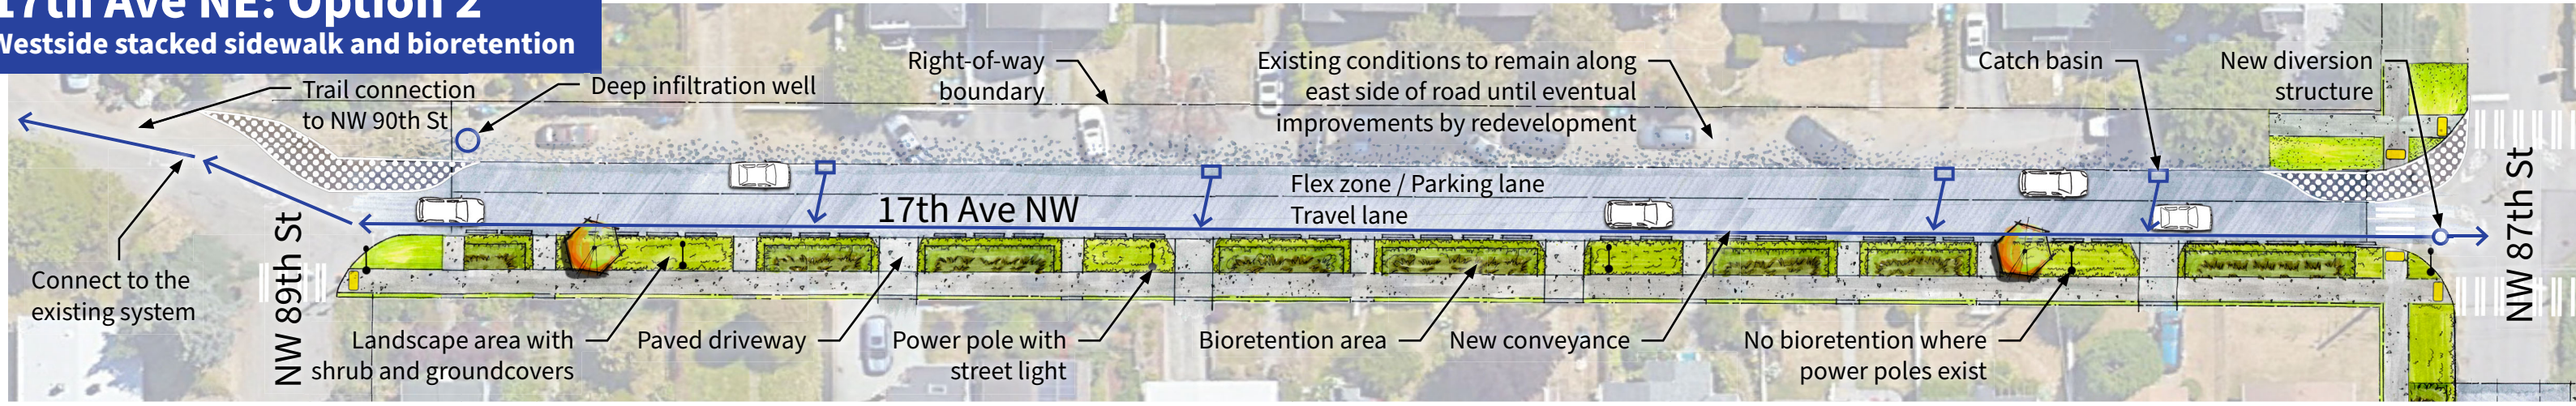 17th Ave NE: Option 2
Westside stacked sidewalk and bioretention
Trail connection
to NW 90th St
Deep infiltration well
Right-of-way
boundary
Existing conditions to remain along
east side of road until eventual
improvements by redevelopment
Catch basin
New diversion
structure
Flex zone / Parking lane
Travel lane
17th Ave NW
NW 89th St
NW 87th St
Connect to the
existing system
Landscape area with
shrub and groundcovers
Paved driveway
Power pole with
street light
Bioretention area
New conveyance
No bioretention where
power poles exist